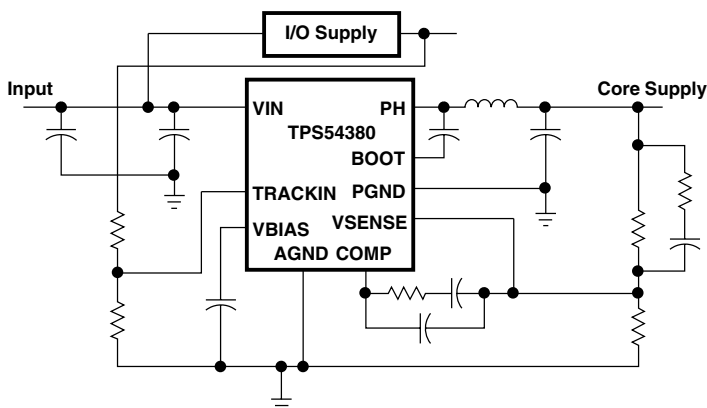 I/O Supply
Input
Core Supply
VIN
PH
TPS54380
BOOT
TRACKIN
PGND
VBIAS
VSENSE
AGND COMP